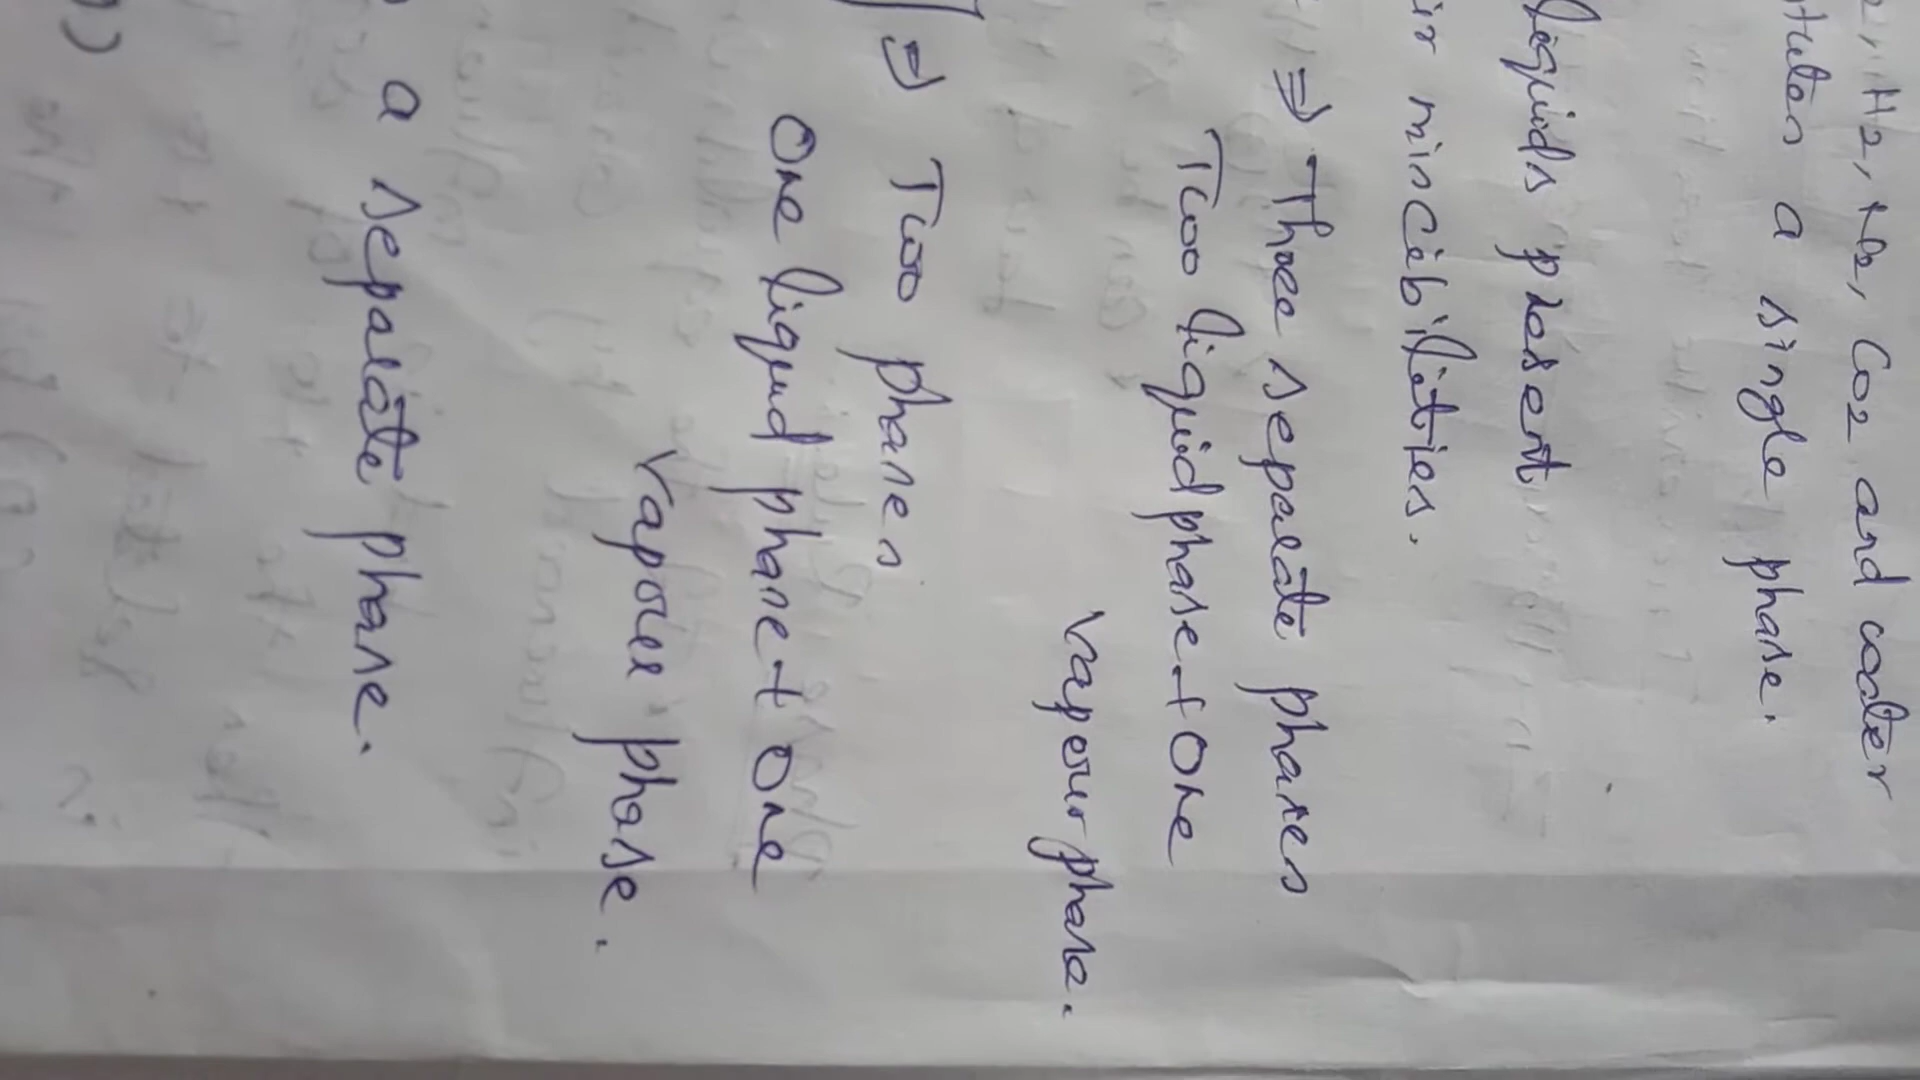 H2, N2, CO2 and water
a single phase.
liquids present
miscibilities.
=> Three separate phases
Two liquid phase + One
vapour phase.
=> Two phases
One liquid phase + One
vapour phase.
a separate phase.